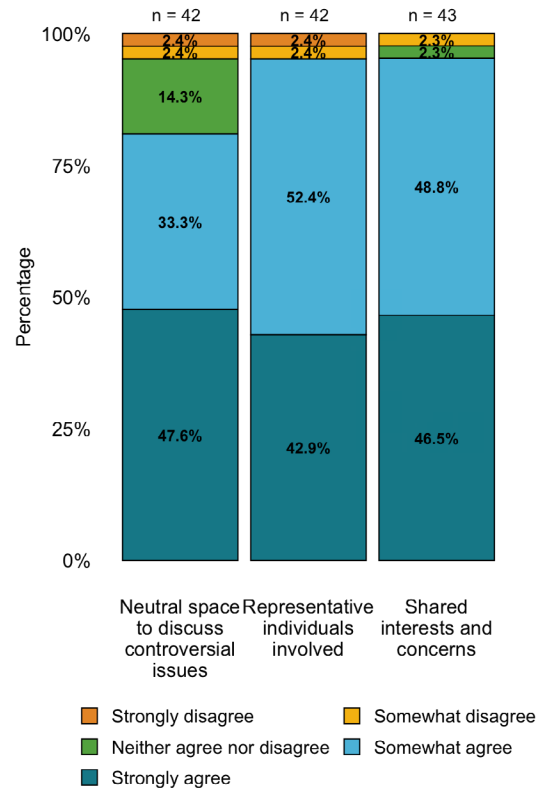 n = 42 n = 42 n = 43
100%
75%
50%
25%
0%
Percentage
2.4%
2.4%
14.3%
33.3%
47.6%
2.4%
2.4%
52.4%
42.9%
2.3%
2.3%
48.8%
46.5%
Neutral space
to discuss
controversial
issues
Representative
individuals
involved
Shared
interests and
concerns
Strongly disagree
Somewhat disagree
Neither agree nor disagree
Somewhat agree
Strongly agree